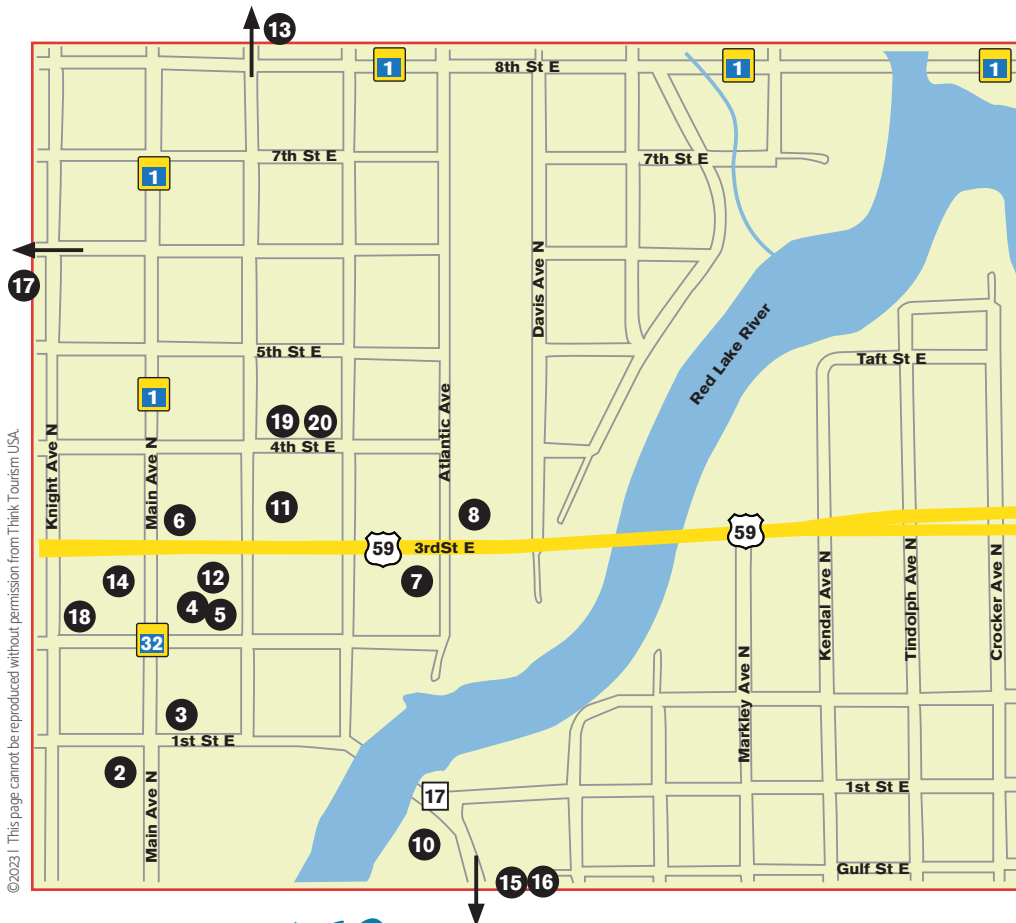 13
1
8th St E
1
1
7th St E
7th St E
1
17
Davis Ave N
Red Lake River
5th St E
Taft St E
1
19
20
4th St E
Atlantic Ave
Knight Ave N
Main Ave N
6
11
8
59
3rdSt E
59
14
12
7
18
4
5
32
Kendal Ave N
Tindolph Ave N
Crocker Ave N
Markley Ave N
3
1st St E
2
Main Ave N
17
1st St E
10
Gulf St E
15
16
©2023 | This page cannot be reproduced without permission from Think Tourism USA.